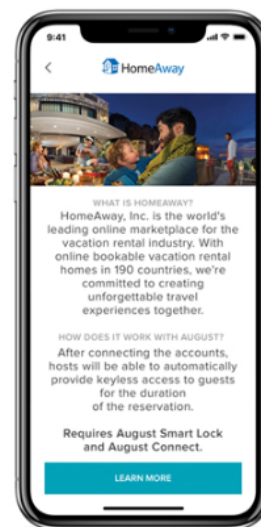 9:41
HomeAway
WHAT IS HOMEAWAY?
HomeAway, Inc. is the world's
leading online marketplace for the
vacation rental industry. With
online bookable vacation rental
homes in 190 countries, we're
committed to creating
unforgettable travel
experiences together.
HOW DOES IT WORK WITH AUGUST?
After connecting the accounts,
hosts will be able to automatically
provide keyless access to guests
for the duration
of the reservation.
Requires August Smart Lock
and August Connect.
LEARN MORE